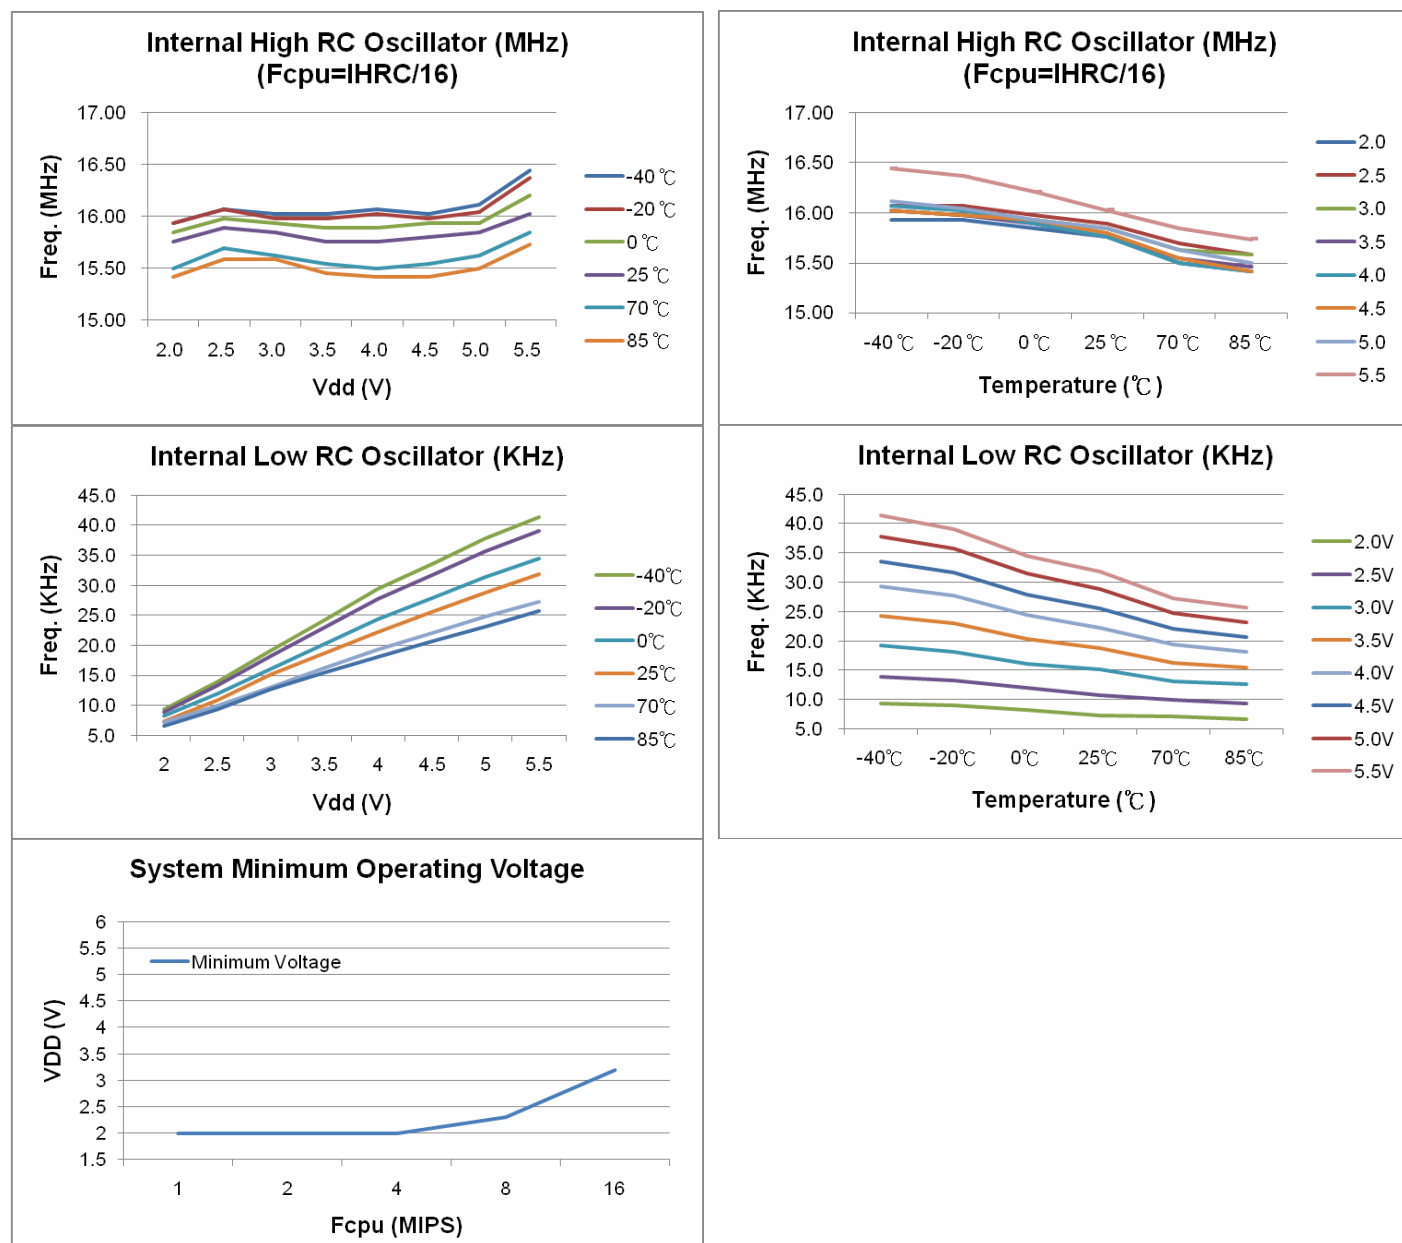 Internal High RC Oscillator (MHz)
(Fcpu=IHRC/16)
17.00
16.50
16.00
15.50
15.00
Freq. (MHz)
2.0 2.5 3.0 3.5 4.0 4.5 5.0 5.5
Vdd (V)
-40℃
-20℃
0℃
25℃
70℃
85℃
Internal High RC Oscillator (MHz)
(Fcpu=IHRC/16)
17.00
16.50
16.00
15.50
15.00
Freq. (MHz)
-40℃ -20℃ 0℃ 25℃ 70℃ 85℃
Temperature (℃)
2.0
2.5
3.0
3.5
4.0
4.5
5.0
5.5
Internal Low RC Oscillator (KHz)
45.0
40.0
35.0
30.0
25.0
20.0
15.0
10.0
5.0
Freq. (KHz)
2 2.5 3 3.5 4 4.5 5 5.5
Vdd (V)
-40℃
-20℃
0℃
25℃
70℃
85℃
Internal Low RC Oscillator (KHz)
45.0
40.0
35.0
30.0
25.0
20.0
15.0
10.0
5.0
Freq. (KHz)
-40℃ -20℃ 0℃ 25℃ 70℃ 85℃
Temperature (℃)
2.0V
2.5V
3.0V
3.5V
4.0V
4.5V
5.0V
5.5V
System Minimum Operating Voltage
6
5.5
5
4.5
4
3.5
3
2.5
2
1.5
VDD (V)
Minimum Voltage
1 2 4 8 16
Fcpu (MIPS)